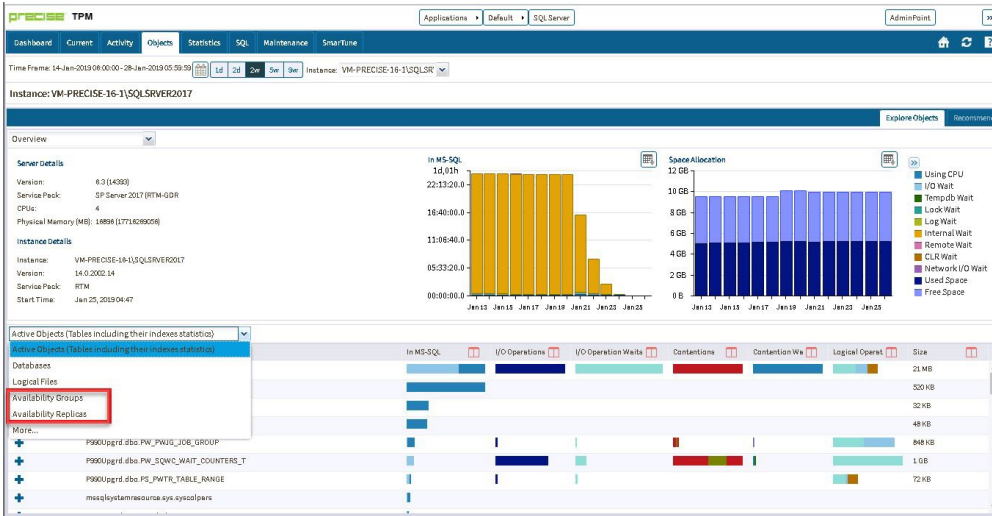 precise TPM
Applications Default SQL Server
AdminPoint
Dashboard Current Activity Objects Statistics SQL Maintenance SmarTune
Time Frame: 14-Jan-2019 06:00:00 - 28-Jan-2019 05:59:59 1d 2d 2w 5w 9w Instance: VM-PRECISE-16-1\SQLSR
Instance: VM-PRECISE-16-1\SQLSRVER2017
Explore Objects Recommen
Overview
Server Details
Version: 6.3 (14393)
Service Pack: SP Server 2017 (RTM-GDR
CPUs: 4
Physical Memory (MB): 16896 (17716269056)
Instance Details
Instance: VM-PRECISE-16-1\SQLSRVER2017
Version: 14.0.2002.14
Service Pack: RTM
Start Time: Jan 25, 2019 04:47
In MS-SQL
1d,01h
22:13:20.0
16:40:00.0
11:06:40.0
05:33:20.0
00:00:00.0
Jan 13 Jan 15 Jan 17 Jan 19 Jan 21 Jan 23 Jan 25
Space Allocation
12 GB
10 GB
8 GB
6 GB
4 GB
2 GB
0 B
Jan 13 Jan 15 Jan 17 Jan 19 Jan 21 Jan 23 Jan 25
Using CPU
I/O Wait
Tempdb Wait
Lock Wait
Log Wait
Internal Wait
Remote Wait
CLR Wait
Network I/O Wait
Used Space
Free Space
Active Objects (Tables including their indexes statistics)
Active Objects (Tables including their indexes statistics)
Databases
Logical Files
Availability Groups
Availability Replicas
More...
In MS-SQL I/O Operations I/O Operation Waits Contentions Contention Wa Logical Operat Size
21 MB
520 KB
32 KB
48 KB
P990Upgrd.dbo.PW_PWJG_JOB_GROUP 848 KB
P990Upgrd.dbo.PW_SQWC_WAIT_COUNTERS_T 1 GB
P990Upgrd.dbo.PS_PWTR_TABLE_RANGE 72 KB
mssqlsystemresource.sys.syscolpars